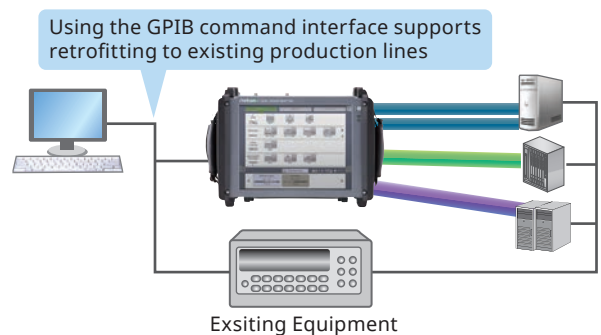 Using the GPIB command interface supports
retrofitting to existing production lines
Exsiting Equipment